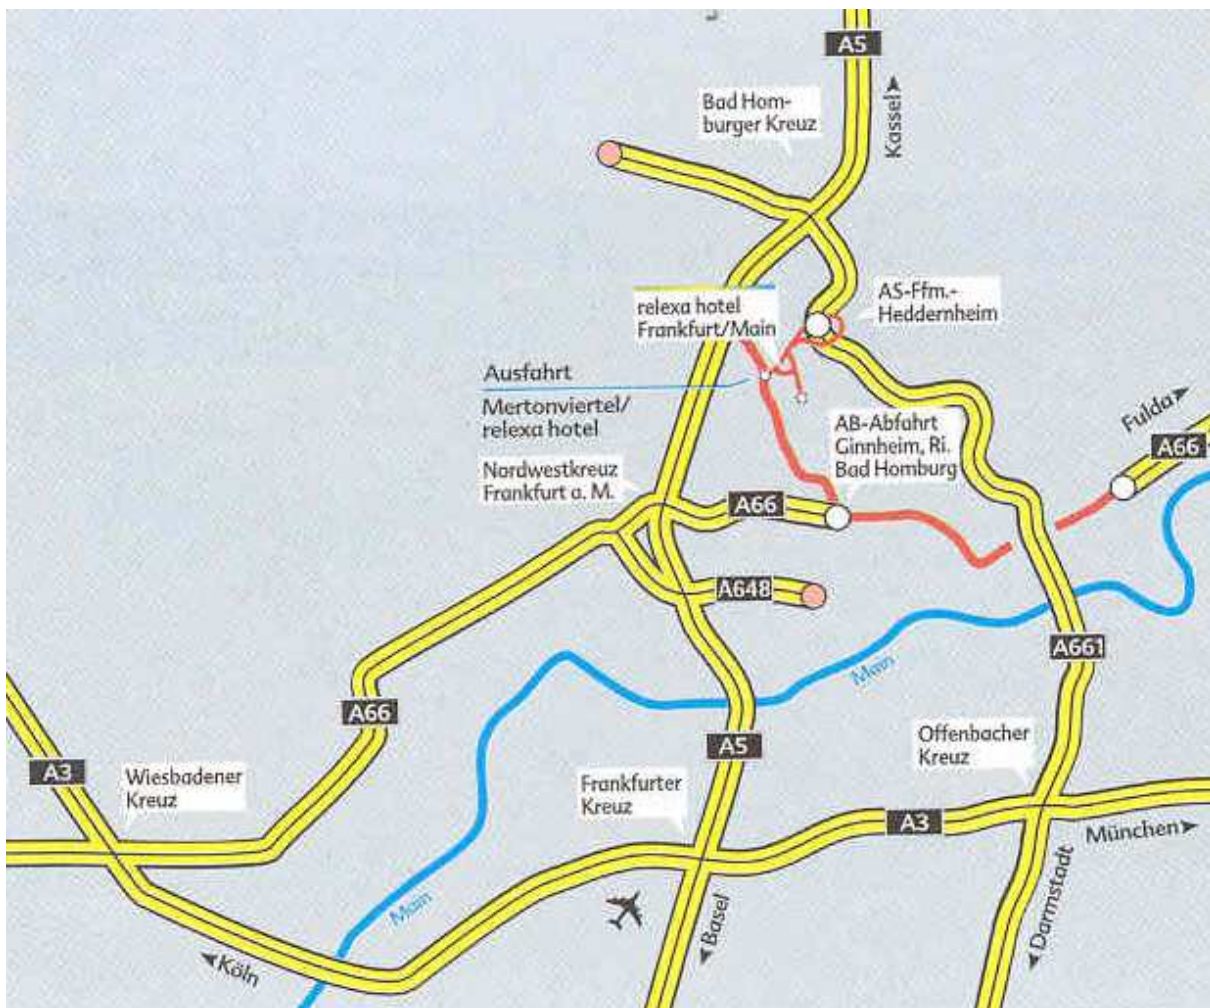 A5
Kassel
Bad Hom-
burger Kreuz
AS-Ffm.-
Heddernheim
relexa hotel
Frankfurt/Main
Ausfahrt
Mertonviertel/
relexa hotel
AB-Abfahrt
Ginnheim, Ri.
Bad Homburg
Fulda
A66
Nordwestkreuz
Frankfurt a. M.
A66
A648
A661
Main
A66
A5
Offenbacher
Kreuz
A3
Wiesbadener
Kreuz
Frankfurter
Kreuz
A3
München
Main
Köln
Basel
Darmstadt